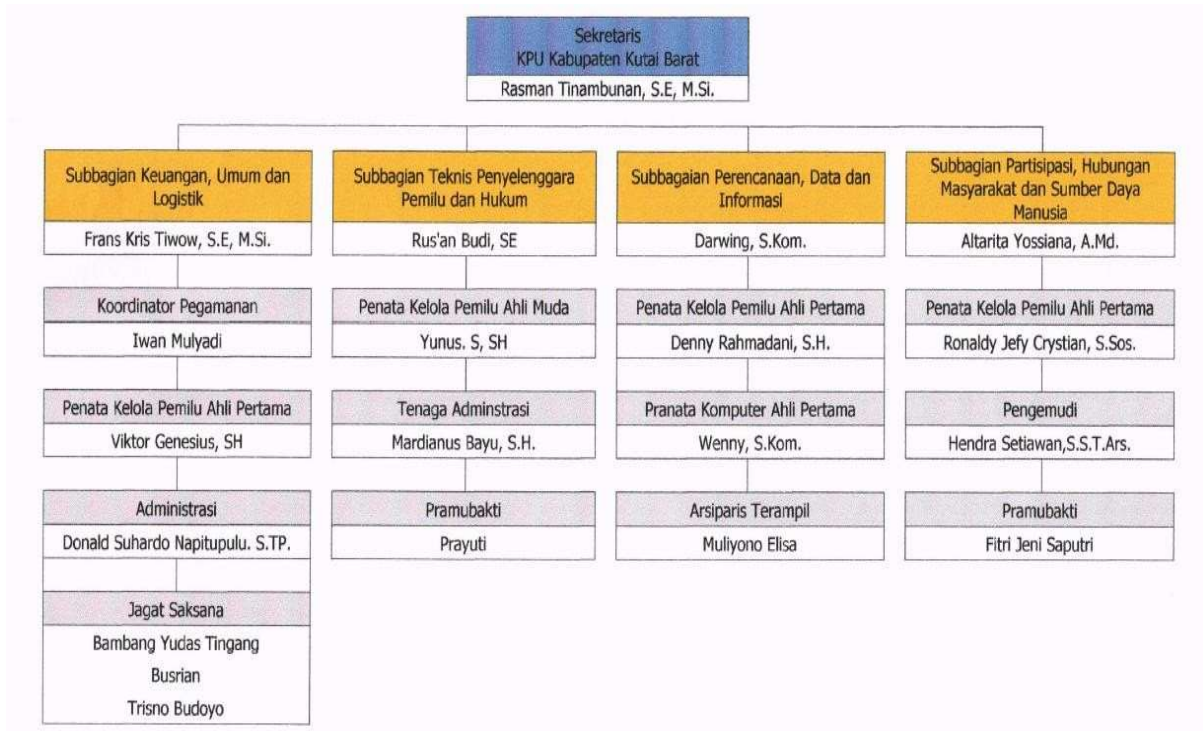 Sekretaris
KPU Kabupaten Kutai Barat
Rasman Tinambunan, S.E, M.Si.
Subbagian Keuangan, Umum dan
Logistik
Frans Kris Tiwow, S.E, M.Si.
Koordinator Pegamanan
Iwan Mulyadi
Penata Kelola Pemilu Ahli Pertama
Viktor Genesius, SH
Administrasi
Donald Suhardo Napitupulu. S.TP.
Jagat Saksana
Bambang Yudas Tingang
Busrian
Trisno Budoyo
Subbagian Teknis Penyelenggara
Pemilu dan Hukum
Rus'an Budi, SE
Penata Kelola Pemilu Ahli Muda
Yunus. S, SH
Tenaga Adminstrasi
Mardianus Bayu, S.H.
Pramubakti
Prayuti
Subbagaian Perencanaan, Data dan
Informasi
Darwing, S.Kom.
Penata Kelola Pemilu Ahli Pertama
Denny Rahmadani, S.H.
Pranata Komputer Ahli Pertama
Wenny, S.Kom.
Arsiparis Terampil
Muliyono Elisa
Subbagian Partisipasi, Hubungan
Masyarakat dan Sumber Daya
Manusia
Altarita Yossiana, A.Md.
Penata Kelola Pemilu Ahli Pertama
Ronaldy Jefy Crystian, S.Sos.
Pengemudi
Hendra Setiawan,S.S.T.Ars.
Pramubakti
Fitri Jeni Saputri